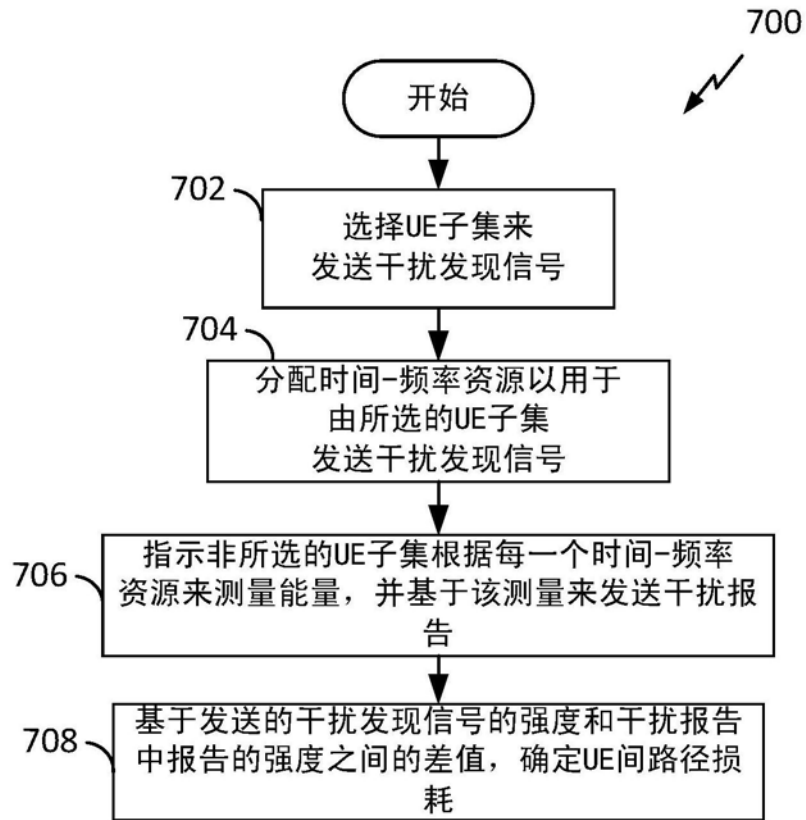 700
开始
702
选择UE子集来
发送干扰发现信号
704
分配时间-频率资源以用于
由所选的UE子集
发送干扰发现信号
706
指示非所选的UE子集根据每一个时间-频率
资源来测量能量，并基于该测量来发送干扰报
告
708
基于发送的干扰发现信号的强度和干扰报告
中报告的强度之间的差值，确定UE间路径损
耗